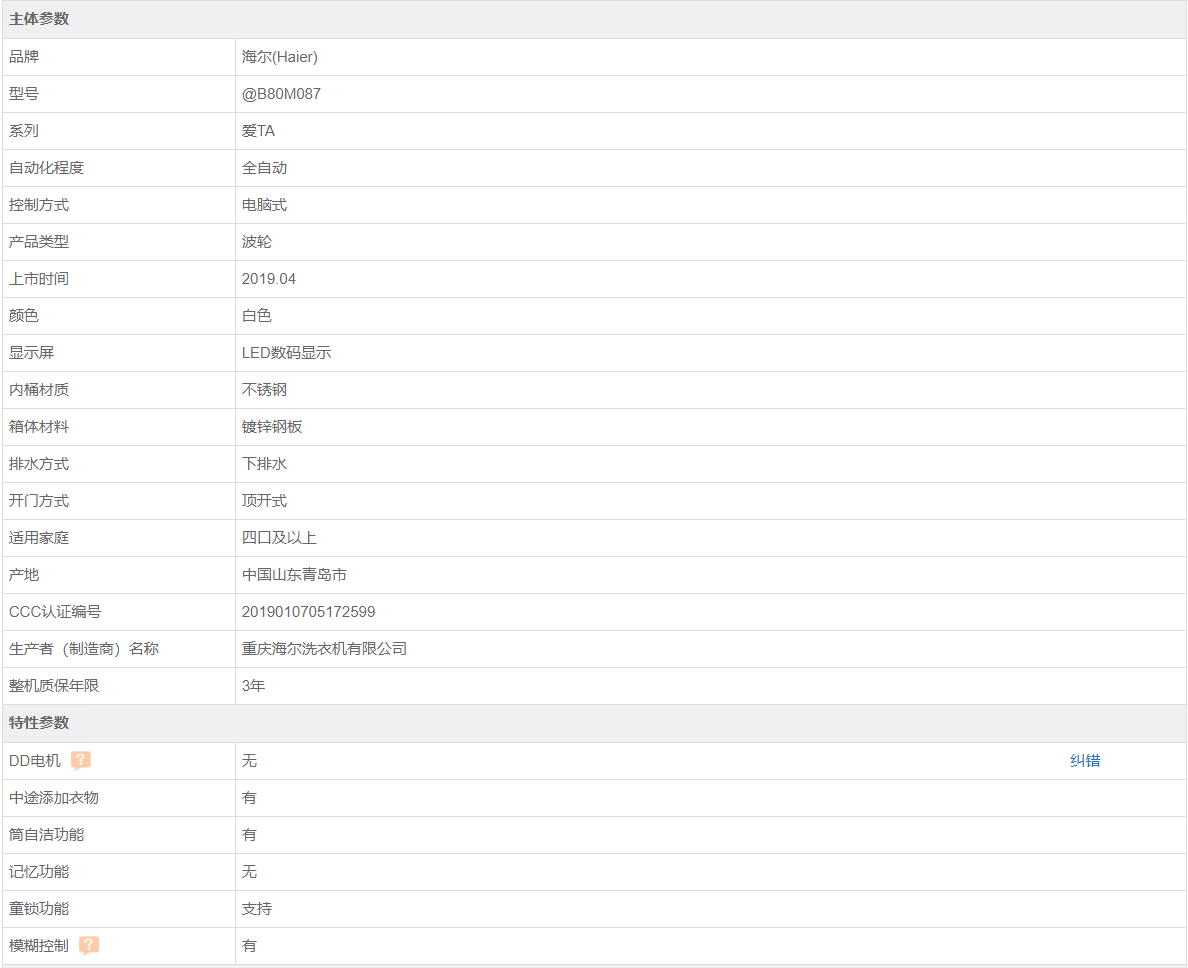 主体参数
品牌 海尔(Haier)
型号 @B80M087
系列 爱TA
自动化程度 全自动
控制方式 电脑式
产品类型 波轮
上市时间 2019.04
颜色 白色
显示屏 LED数码显示
内桶材质 不锈钢
箱体材料 镀锌钢板
排水方式 下排水
开门方式 顶开式
适用家庭 四口及以上
产地 中国山东青岛市
CCC认证编号 2019010705172599
生产者（制造商）名称 重庆海尔洗衣机有限公司
整机质保年限 3年
特性参数
DD电机 ? 无 纠错
中途添加衣物 有
筒自洁功能 有
记忆功能 无
童锁功能 支持
模糊控制 ? 有